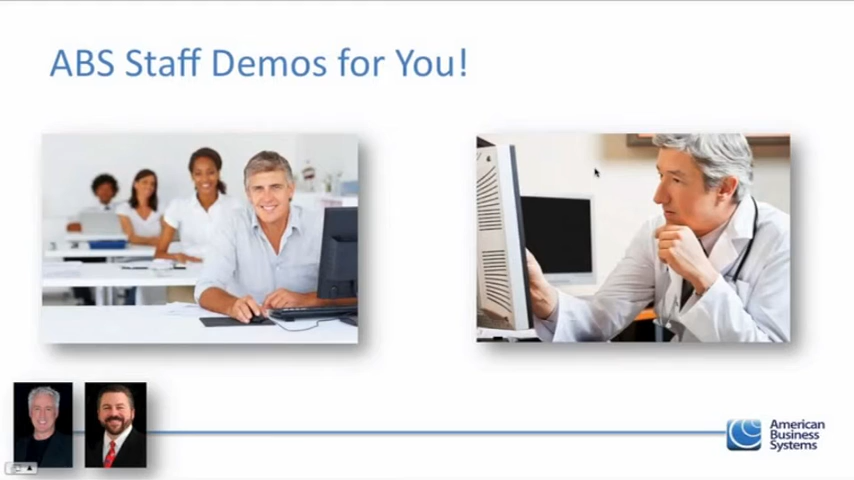 ABS Staff Demos for You!
American
Business
Systems